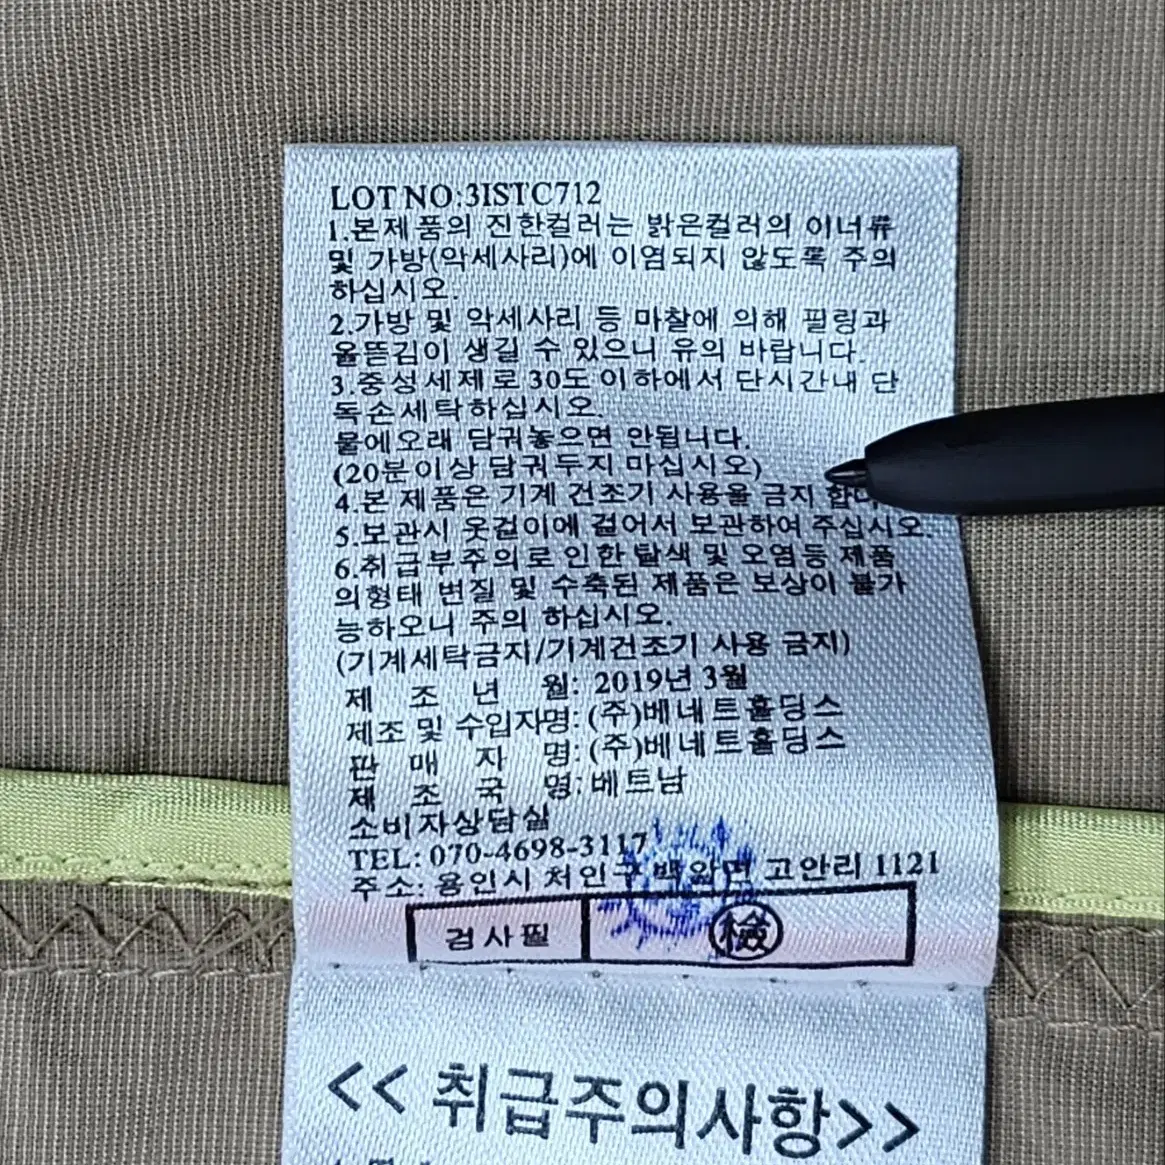 LOT NO:3ISTC712
1.본제품의 진한컬러는 밝은컬러의 이너류
및 가방(악세사리)에 이염되지 않도록 주의
하십시오.
2.가방 및 악세사리 등 마찰에 의해 필링과
올뜯김이 생길 수 있으니 유의 바랍니다.
3.중성세제로 30도이하에서 단시간내 단
독손세탁하십시오.
물에오래 담궈놓으면 안됩니다.
(20분이상 담궈두지 마십시오)
4.본 제품은 기계 건조기 사용을 금지
5.보관시 옷걸이에 걸어서 보관하여 주십시오.
6.취급부주의로 인한 탈색 및 오염등 제품
의형태 변질 및 수축된 제품은 보상이 불가
능하오니 주의 하십시오.
(기계세탁금지/기계건조기 사용 금지)
제 조 년 월: 2019년 3월
제조 및 수입자명: (주)베네트홀딩스
판 매 자 명: (주)베네트홀딩스
제 조 국 명: 베트남
소비자상담실
TEL: 070-4698-3117
주소: 용인시 처인구 백암면 고안리 1121
검사필 檢
<< 취급주의사항>>